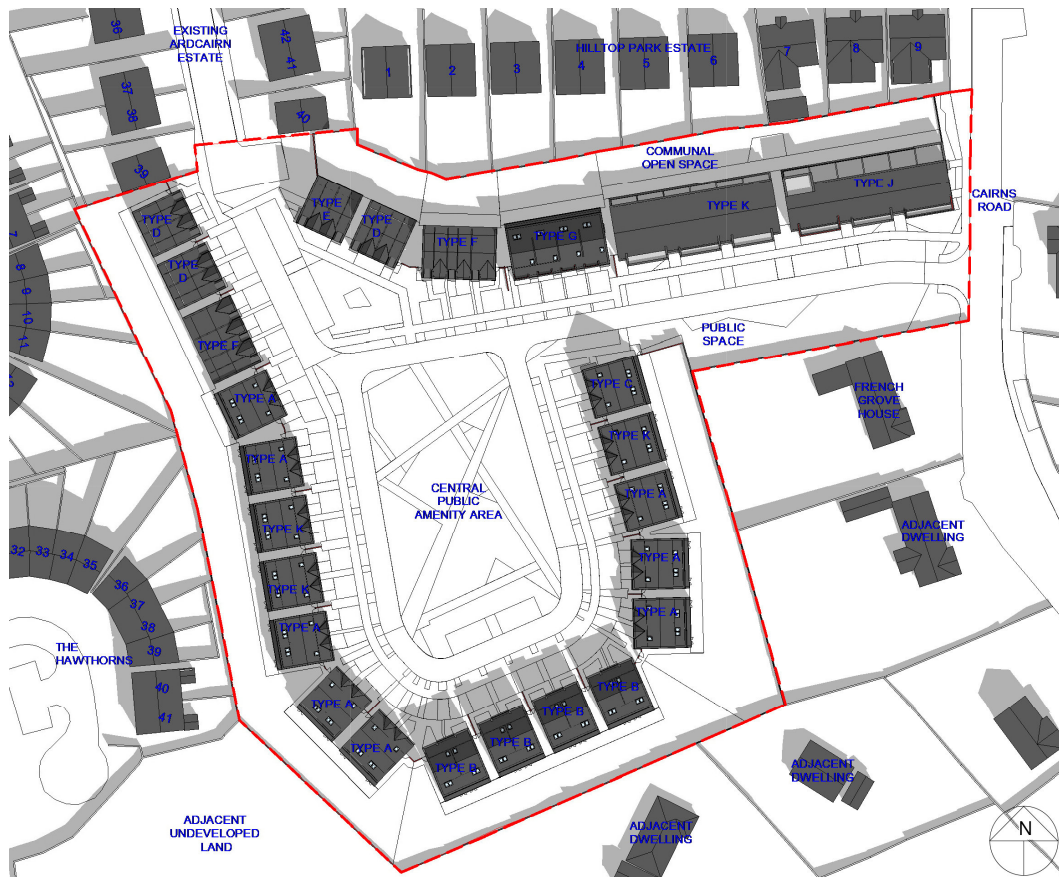 36
EXISTING
ARDCAIRN
ESTATE
42
41
HILLTOP PARK ESTATE
1
2
3
4
5
6
7
8
9
37
38
40
39
COMMUNAL
OPEN SPACE
TYPE
E
TYPE
D
TYPE F
TYPE G
TYPE K
TYPE J
CAIRNS
ROAD
TYPE
D
TYPE
D
TYPE F
TYPE A
TYPE A
TYPE K
TYPE K
TYPE A
TYPE A
TYPE A
TYPE B
TYPE B
TYPE B
TYPE B
TYPE A
TYPE A
TYPE A
TYPE K
TYPE C
PUBLIC
SPACE
CENTRAL
PUBLIC
AMENITY AREA
FRENCH
GROVE
HOUSE
ADJACENT
DWELLING
ADJACENT
DWELLING
ADJACENT
DWELLING
7
8
9
10
11
32
33
34
35
36
37
38
39
40
41
THE
HAWTHORNS
ADJACENT
UNDEVELOPED
LAND
N